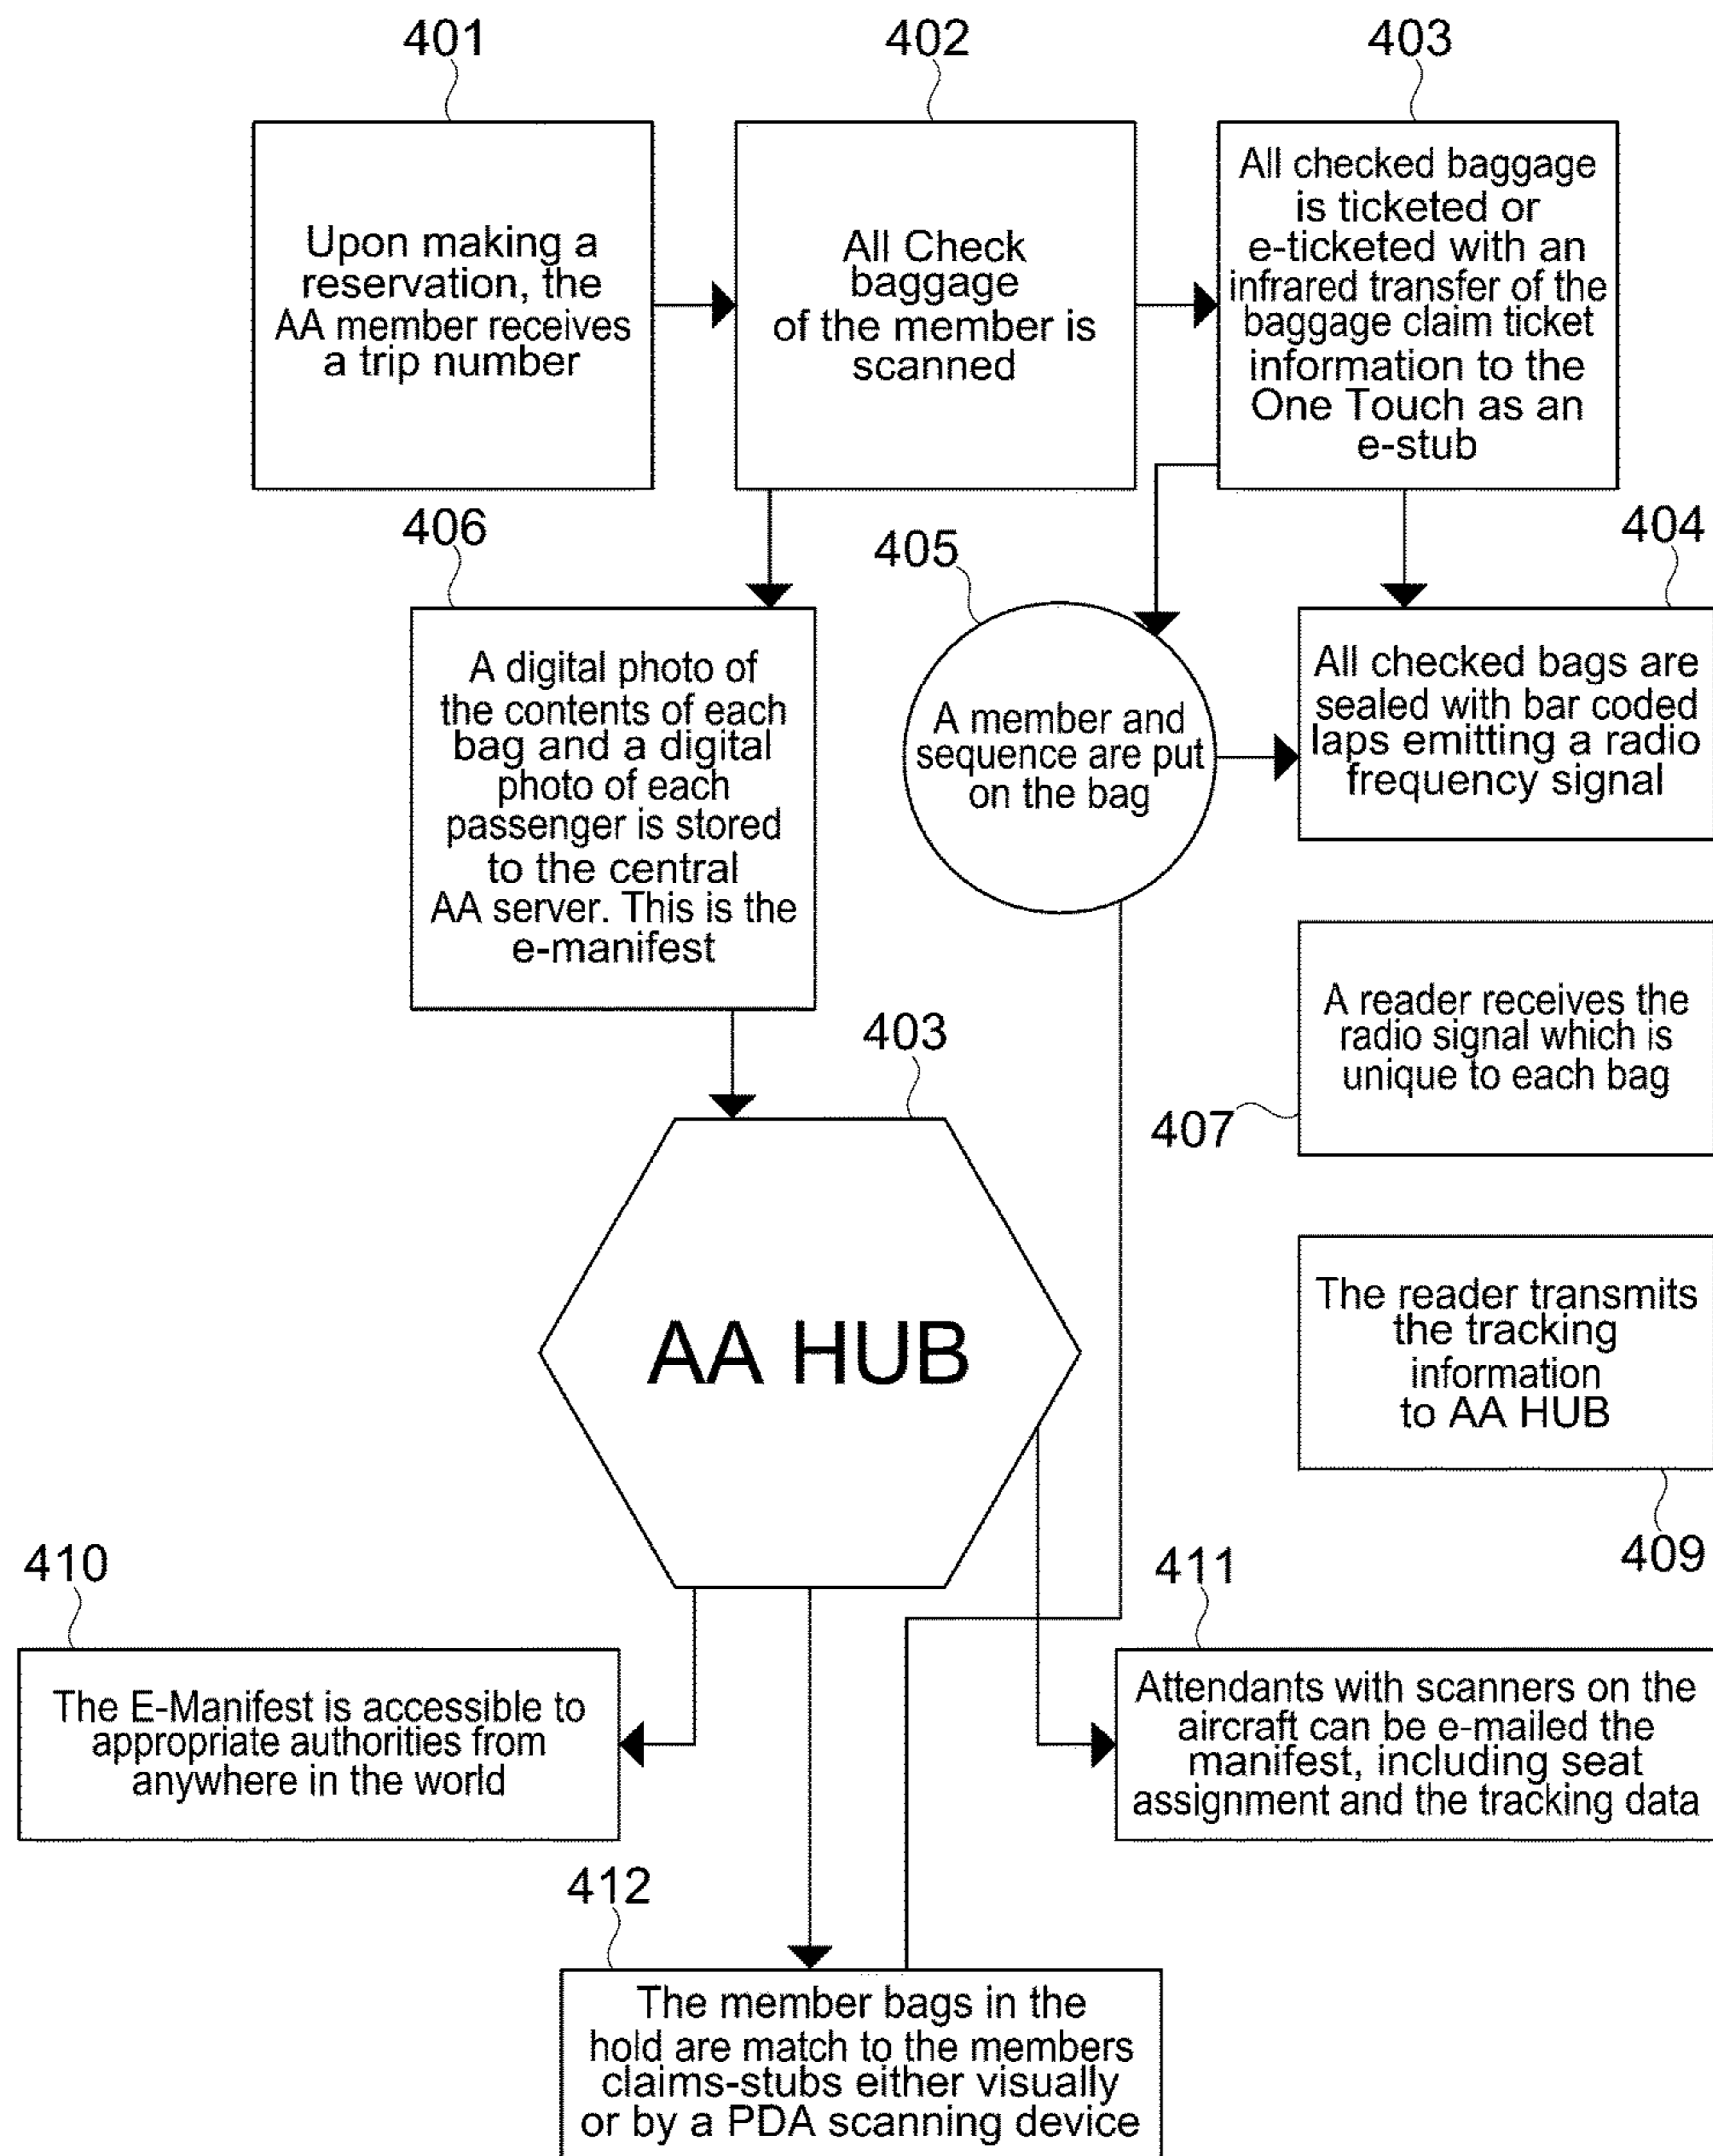 401
402
403
Upon making a
reservation, the
AA member receives
a trip number
All Check
baggage
of the member is
scanned
All checked baggage
is ticketed or
e-ticketed with an
infrared transfer of the
baggage claim ticket
information to the
One Touch as an
e-stub
406
405
404
A digital photo of
the contents of each
bag and a digital
photo of each
passenger is stored
to the central
AA server. This is the
e-manifest
A member and
sequence are put
on the bag
All checked bags are
sealed with bar coded
laps emitting a radio
frequency signal
A reader receives the
radio signal which is
unique to each bag
403
407
AA HUB
The reader transmits
the tracking
information
to AA HUB
409
410
411
The E-Manifest is accessible to
appropriate authorities from
anywhere in the world
Attendants with scanners on the
aircraft can be e-mailed the
manifest, including seat
assignment and the tracking data
412
The member bags in the
hold are match to the members
claims-stubs either visually
or by a PDA scanning device